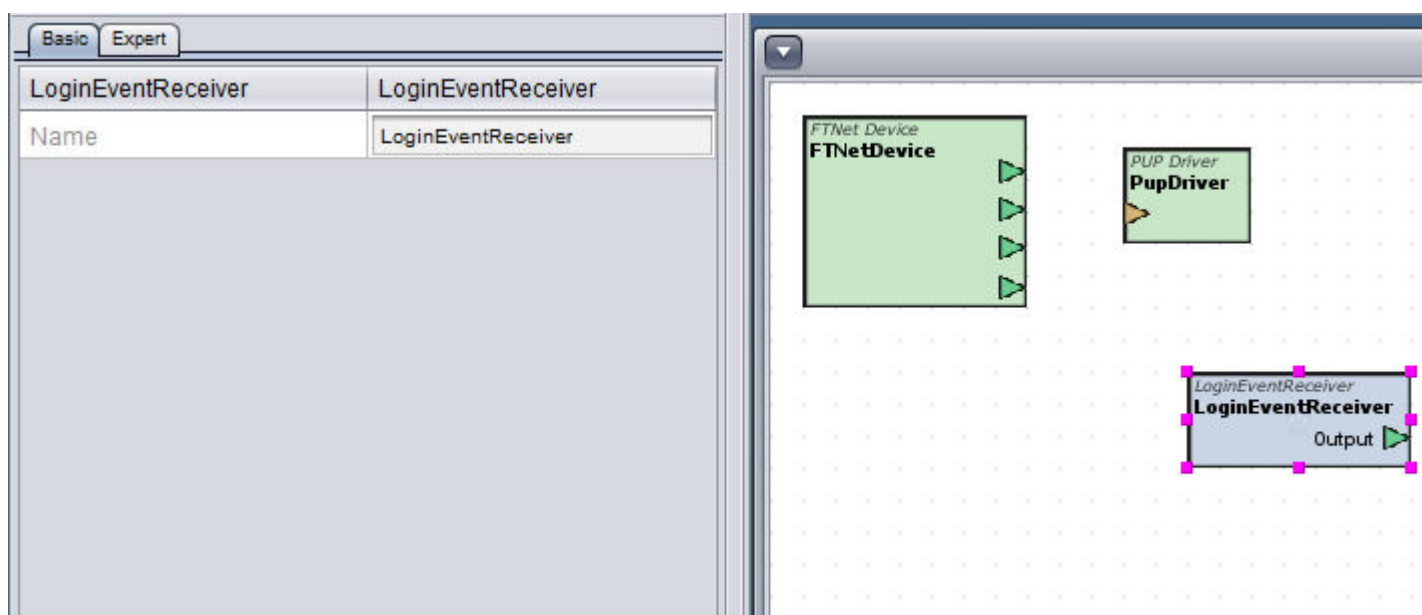 Basic Expert
LoginEventReceiver LoginEventReceiver
Name LoginEventReceiver
FTNet Device
FTNetDevice
PUP Driver
PupDriver
LoginEventReceiver
LoginEventReceiver
Output